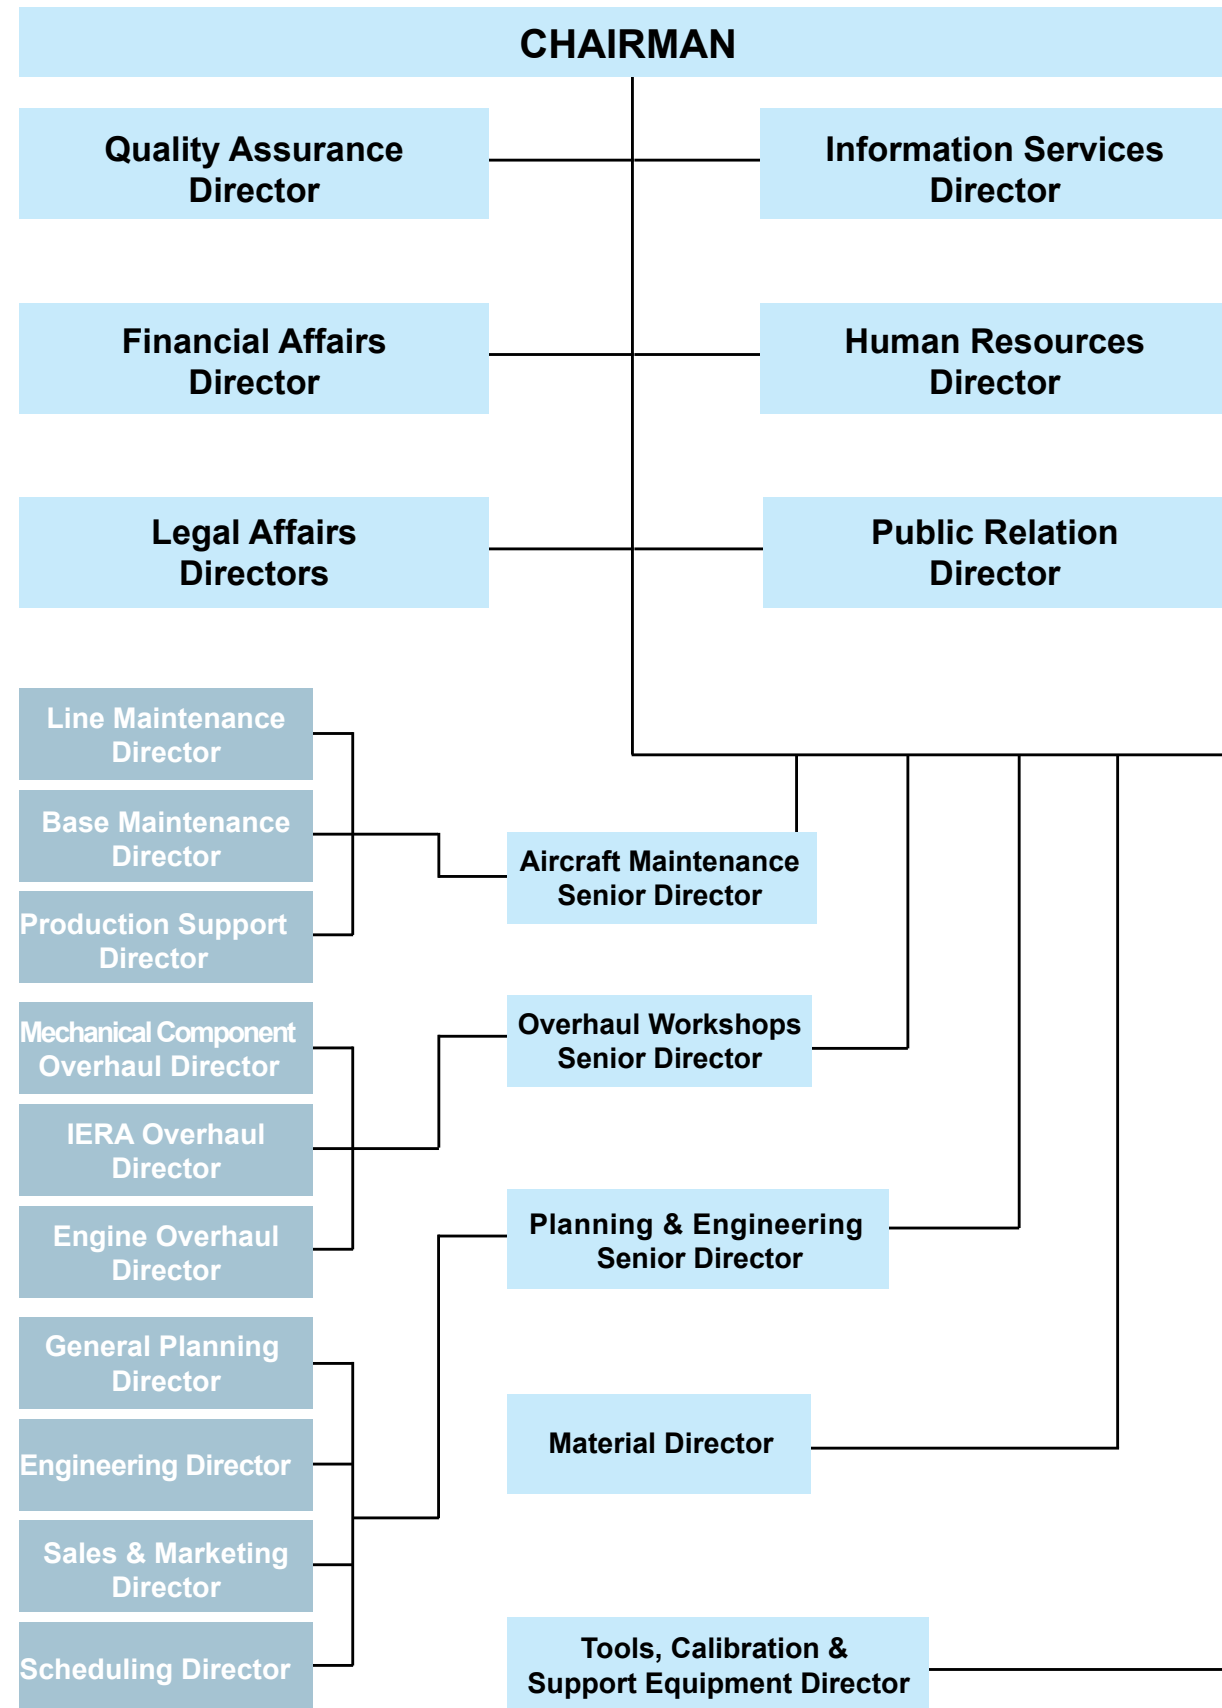 CHAIRMAN
Quality Assurance
Director
Information Services
Director
Financial Affairs
Director
Human Resources
Director
Legal Affairs
Directors
Public Relation
Director
Line Maintenance
Director
Base Maintenance
Director
Production Support
Director
Aircraft Maintenance
Senior Director
Mechanical Component
Overhaul Director
IERA Overhaul
Director
Engine Overhaul
Director
Overhaul Workshops
Senior Director
General Planning
Director
Engineering Director
Sales & Marketing
Director
Scheduling Director
Planning & Engineering
Senior Director
Material Director
Tools, Calibration &
Support Equipment Director